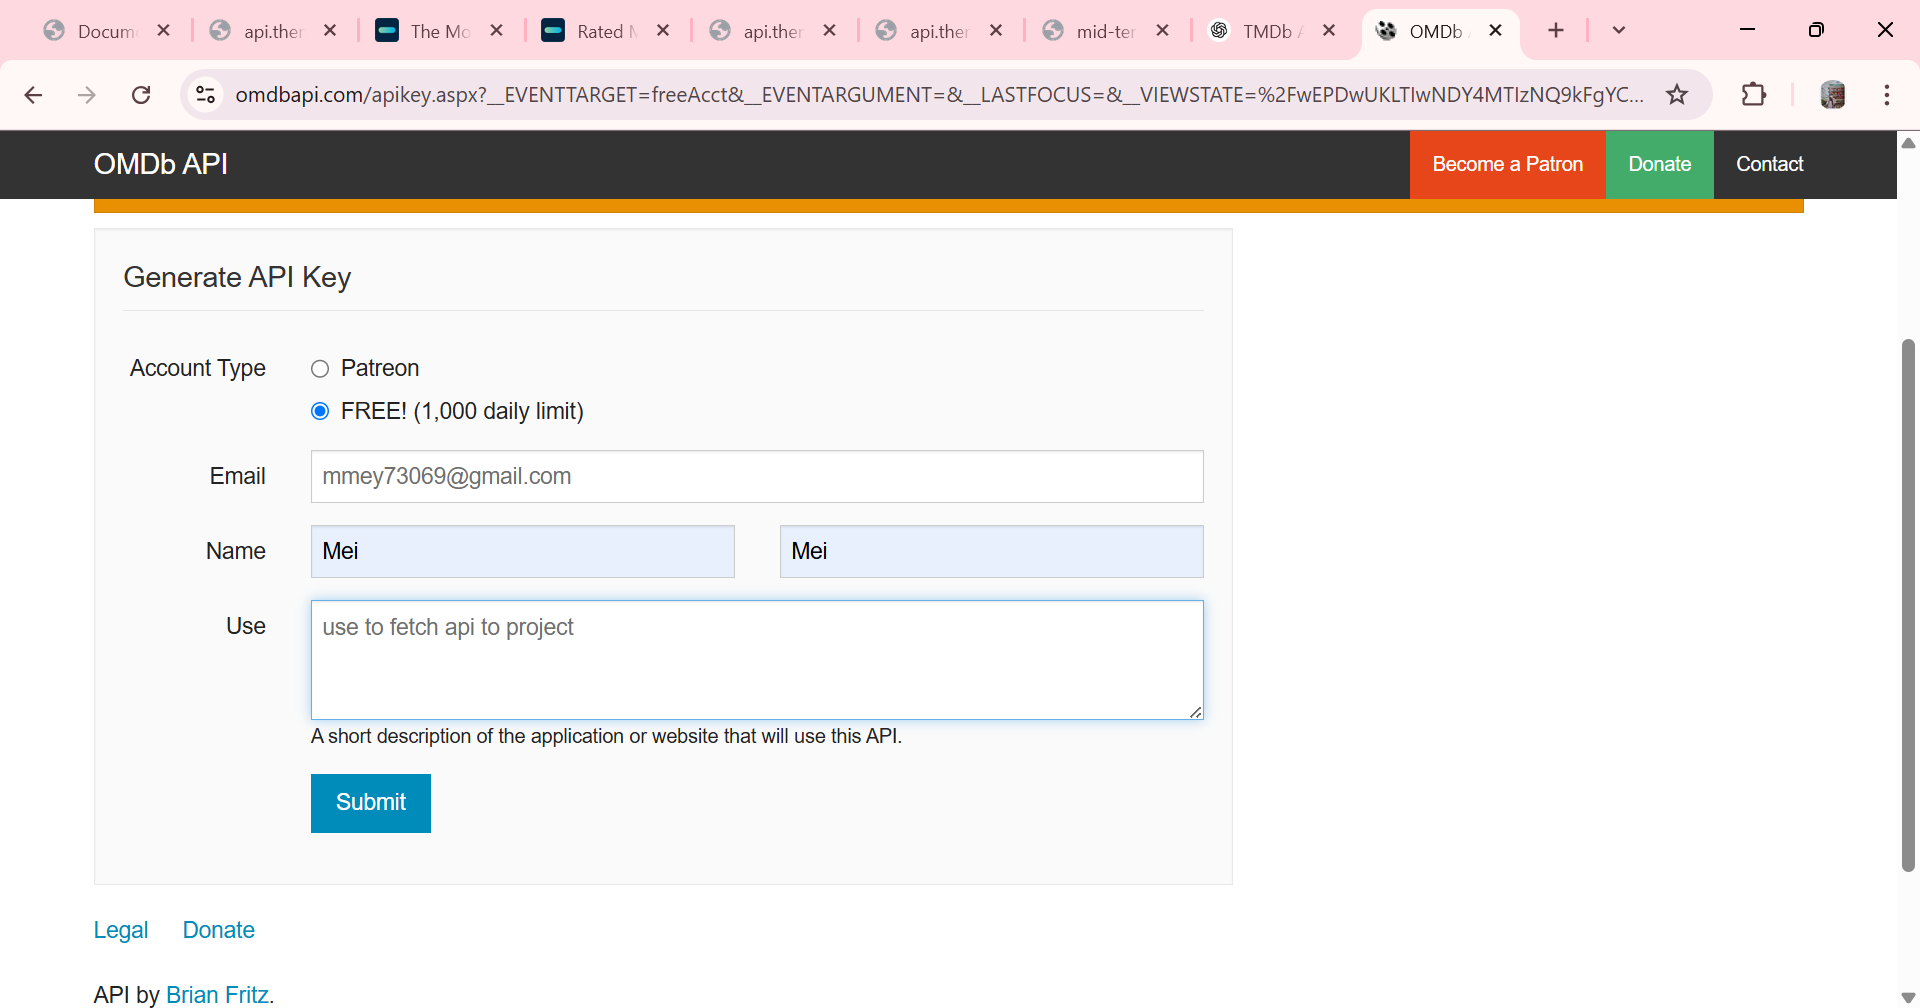 Docum
api.ther
The Mo
Rated M
api.ther
api.ther
mid-ter
TMDb A
OMDb
omdbapi.com/apikey.aspx?__EVENTTARGET=freeAcct&__EVENTARGUMENT=&__LASTFOCUS=&__VIEWSTATE=%2FwEPDwUKLTIwNDY4MTIzNQ9kFgYC...
OMDb API
Become a Patron
Donate
Contact
Generate API Key
Account Type
Patreon
FREE! (1,000 daily limit)
Email
mmey73069@gmail.com
Name
Mei
Mei
Use
use to fetch api to project
A short description of the application or website that will use this API.
Submit
Legal
Donate
API by Brian Fritz.